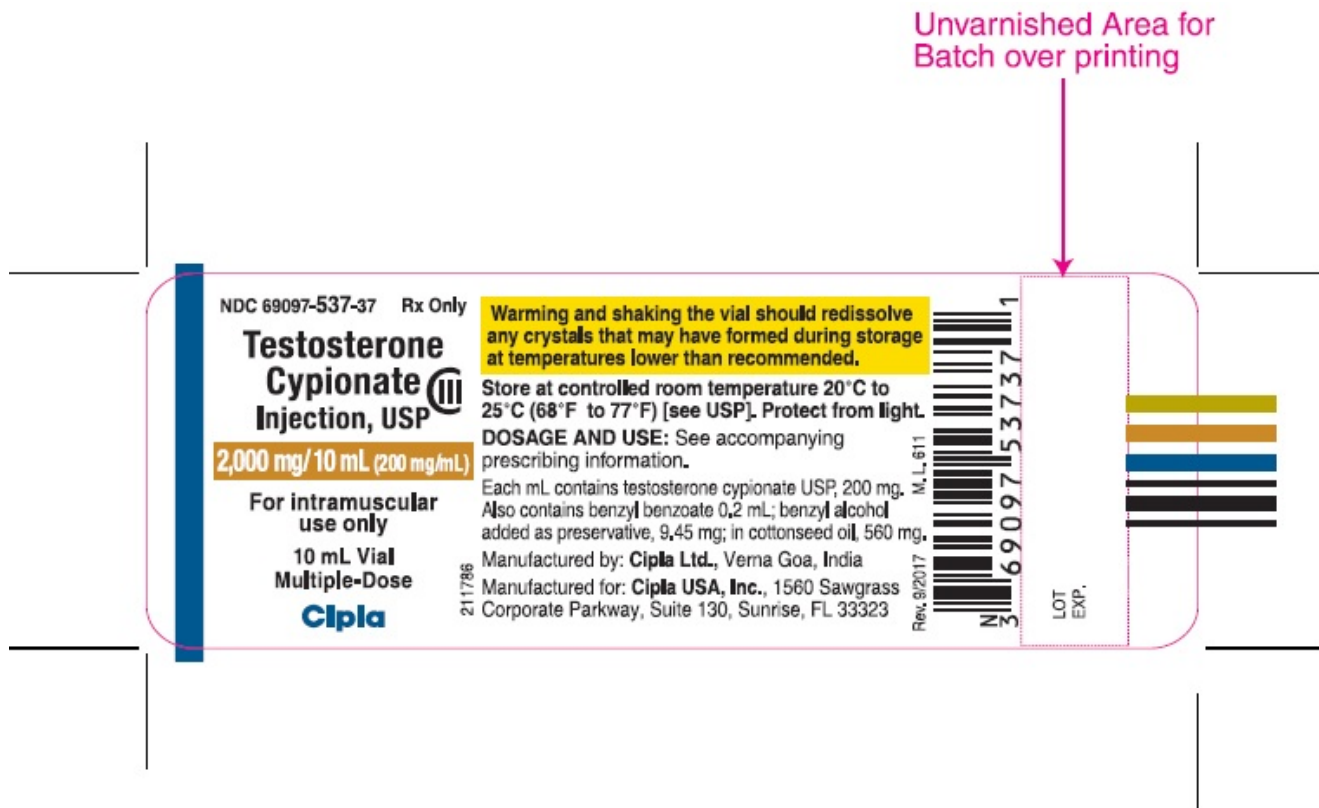 Unvarnished Area for
Batch over printing
NDC 69097-537-37 Rx Only
Testosterone
Cypionate CIII
Injection, USP
2,000 mg/10 mL (200 mg/mL)
For intramuscular
use only
10 mL Vial
Multiple-Dose
Cipla
211786
Warming and shaking the vial should redissolve
any crystals that may have formed during storage
at temperatures lower than recommended.
Store at controlled room temperature 20°C to
25°C (68°F to 77°F) [see USP]. Protect from light.
DOSAGE AND USE: See accompanying
prescribing information.
Each mL contains testosterone cypionate USP, 200 mg.
Also contains benzyl benzoate 0.2 mL; benzyl alcohol
added as preservative, 9.45 mg; in cottonseed oil, 560 mg.
Manufactured by: Cipla Ltd., Verna Goa, India
Manufactured for: Cipla USA, Inc., 1560 Sawgrass
Corporate Parkway, Suite 130, Sunrise, FL 33323
Rev. 9/2017 M. L. 611
N
3 69097 53737 1
LOT
EXP.